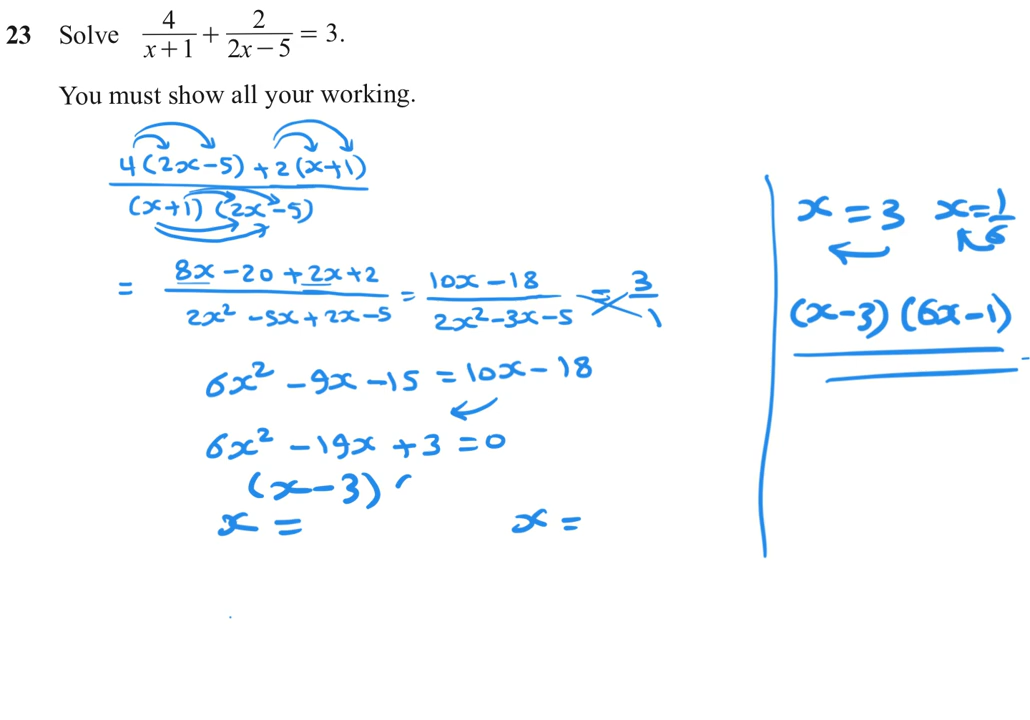 23 Solve 4/(x+1) + 2/(2x−5) = 3.
You must show all your working.
4(2x−5) + 2(x+1)
(x+1)(2x−5)
= (8x−20+2x+2)/(2x²−5x+2x−5) = (10x−18)/(2x²−3x−5) = 3/1
6x² −9x −15 = 10x − 18
6x² − 19x + 3 = 0
(x−3) (
x = x =
x = 3 x = 1/6
(x−3)(6x−1)